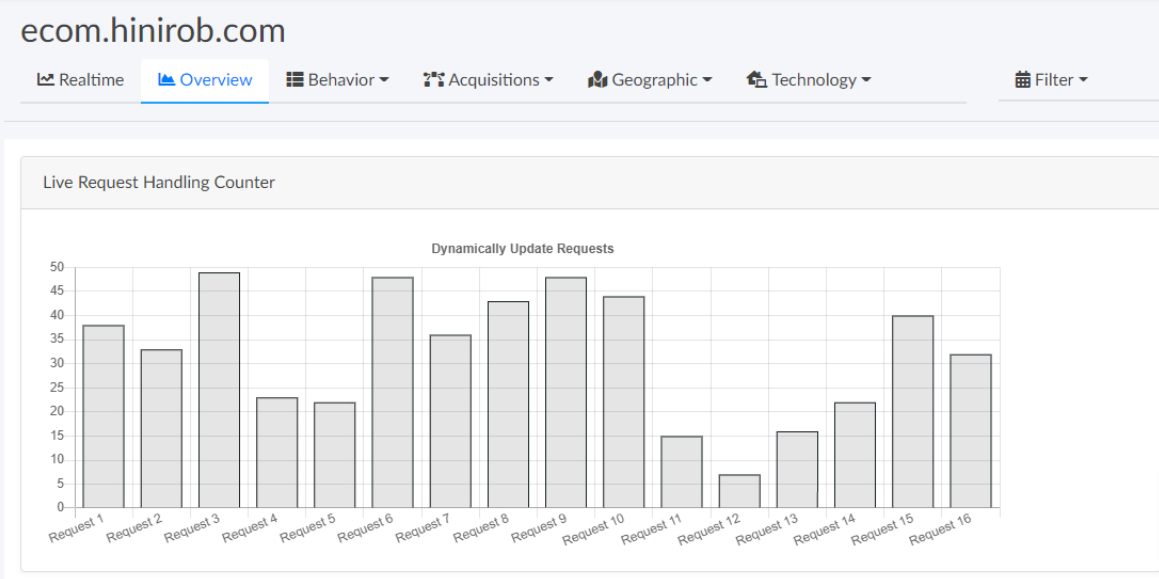 ecom.hinirob.com
Realtime Overview Behavior Acquisitions Geographic Technology Filter
Live Request Handling Counter
Dynamically Update Requests
50
45
40
35
30
25
20
15
10
5
0
Request 1 Request 2 Request 3 Request 4 Request 5 Request 6 Request 7 Request 8 Request 9 Request 10 Request 11 Request 12 Request 13 Request 14 Request 15 Request 16